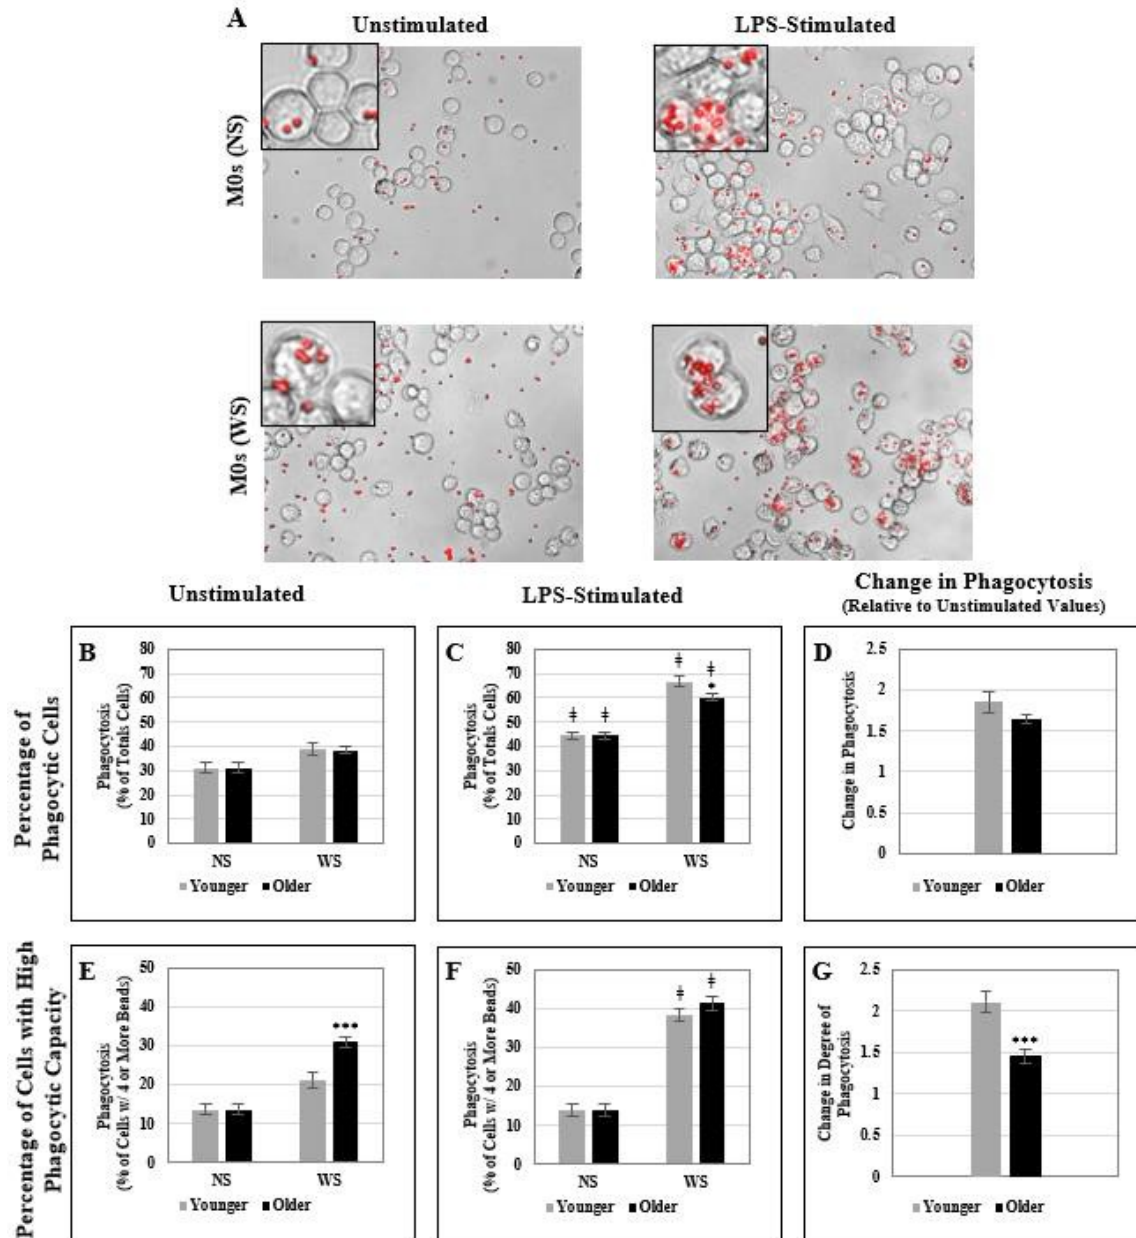 A
Unstimulated
LPS-Stimulated
M0s (NS)
M0s (WS)
Unstimulated
LPS-Stimulated
Change in Phagocytosis
(Relative to Unstimulated Values)
Percentage of
Phagocytic Cells
B
Phagocytosis
(% of Totals Cells)
80
70
60
50
40
30
20
10
0
NS
WS
Younger
Older
C
Phagocytosis
(% of Totals Cells)
80
70
60
50
40
30
20
10
0
ǂ
ǂ
ǂ
ǂ
*
NS
WS
Younger
Older
D
Change in Phagocytosis
2.5
2
1.5
1
0.5
0
Younger
Older
Percentage of Cells with High
Phagocytic Capacity
E
Phagocytosis
(% of Cells w/ 4 or More Beads)
50
40
30
20
10
0
***
NS
WS
Younger
Older
F
Phagocytosis
(% of Cells w/ 4 or More Beads)
50
40
30
20
10
0
ǂ
ǂ
NS
WS
Younger
Older
G
Change in Degree of
Phagocytosis
2.5
2
1.5
1
0.5
0
***
Younger
Older